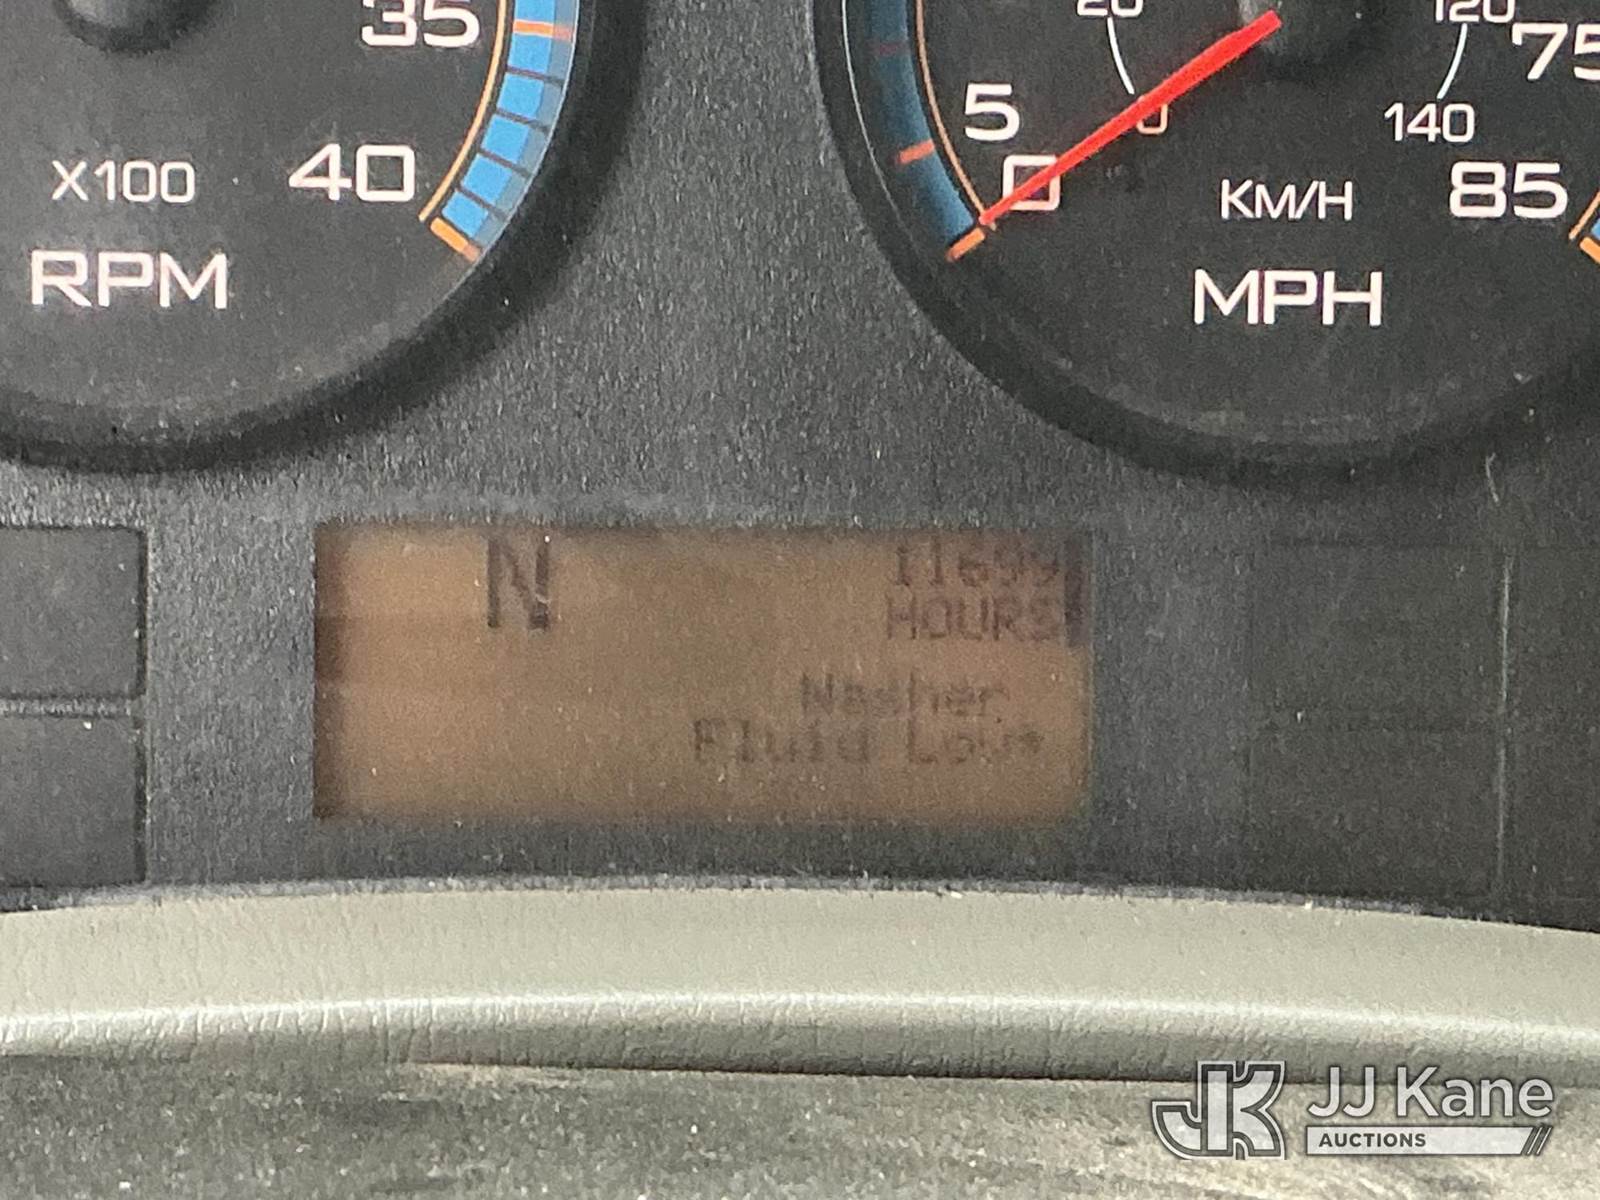 35
40
X100
RPM
20
120
75
5
0
0
140
KM/H
85
MPH
N
11699
HOURS
Washer
Fluid Low
JJ Kane
AUCTIONS